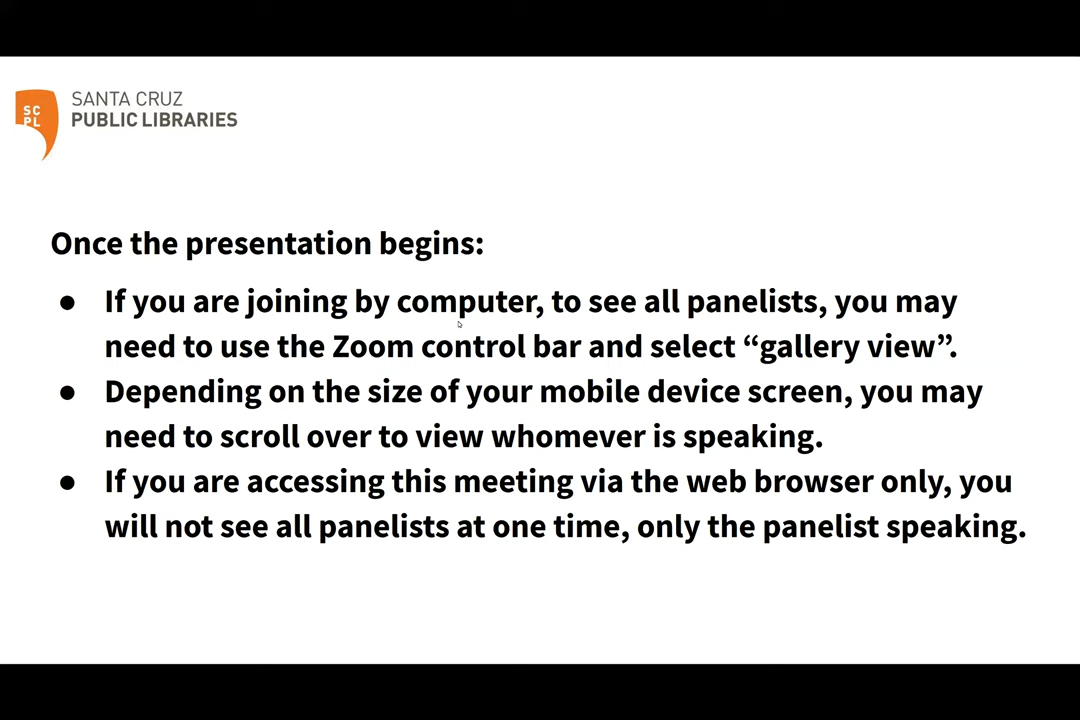 SC
PL
SANTA CRUZ
PUBLIC LIBRARIES
Once the presentation begins:
● If you are joining by computer, to see all panelists, you may
need to use the Zoom control bar and select “gallery view”.
● Depending on the size of your mobile device screen, you may
need to scroll over to view whomever is speaking.
● If you are accessing this meeting via the web browser only, you
will not see all panelists at one time, only the panelist speaking.